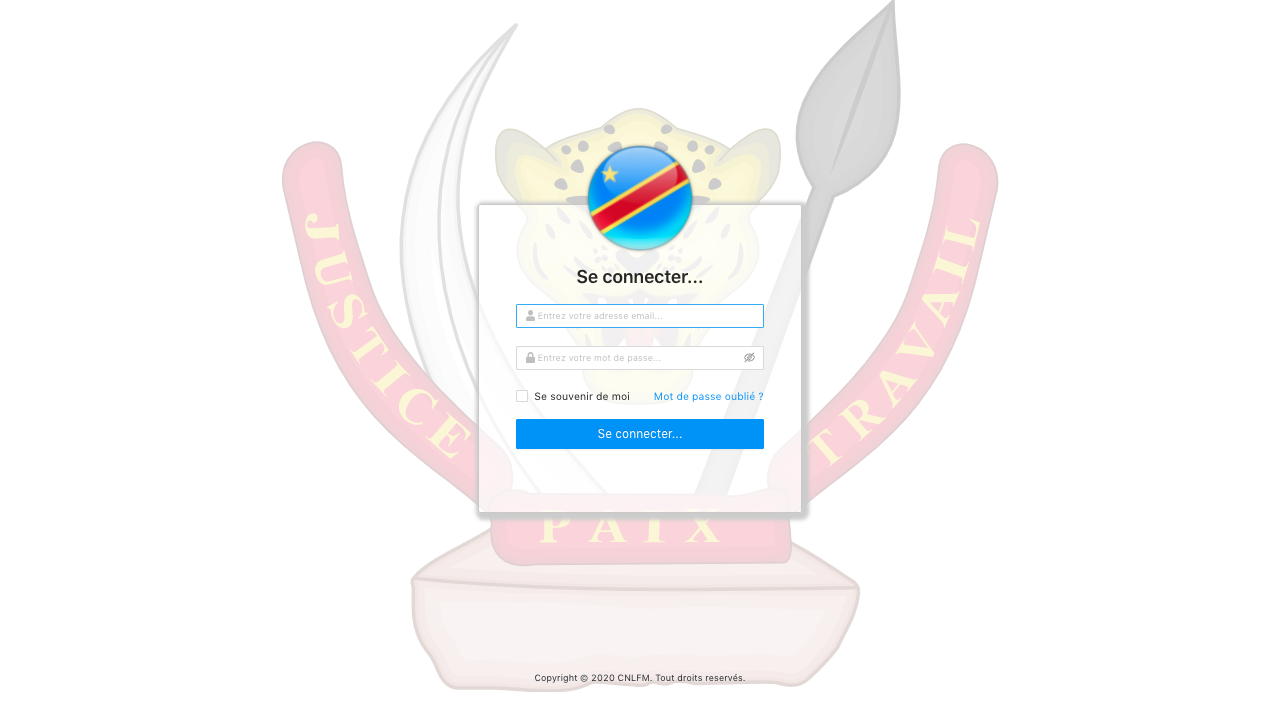 JUSTICE
TRAVAIL
Se connecter...
Entrez votre adresse email...
Entrez votre mot de passe...
Se souvenir de moi
Mot de passe oublié ?
Se connecter...
PAIX
Copyright © 2020 CNLFM. Tout droits reservés.